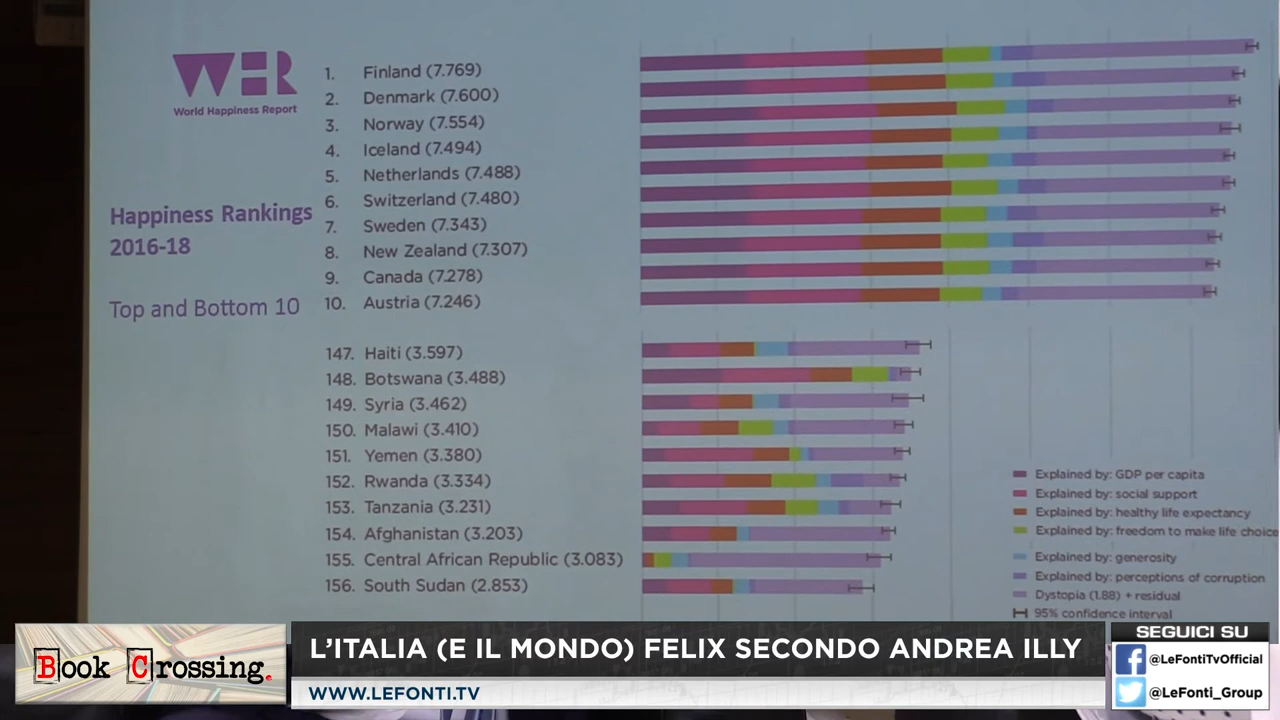 WHR
World Happiness Report
Happiness Rankings
2016-18
Top and Bottom 10
1. Finland (7.769)
2. Denmark (7.600)
3. Norway (7.554)
4. Iceland (7.494)
5. Netherlands (7.488)
6. Switzerland (7.480)
7. Sweden (7.343)
8. New Zealand (7.307)
9. Canada (7.278)
10. Austria (7.246)
147. Haiti (3.597)
148. Botswana (3.488)
149. Syria (3.462)
150. Malawi (3.410)
151. Yemen (3.380)
152. Rwanda (3.334)
153. Tanzania (3.231)
154. Afghanistan (3.203)
155. Central African Republic (3.083)
156. South Sudan (2.853)
Explained by: GDP per capita
Explained by: social support
Explained by: healthy life expectancy
Explained by: freedom to make life choice
Explained by: generosity
Explained by: perceptions of corruption
Dystopia (1.88) + residual
95% confidence interval
Book Crossing.
L'ITALIA (E IL MONDO) FELIX SECONDO ANDREA ILLY
WWW.LEFONTI.TV
SEGUICI SU
@LeFontiTvOfficial
@LeFonti_Group